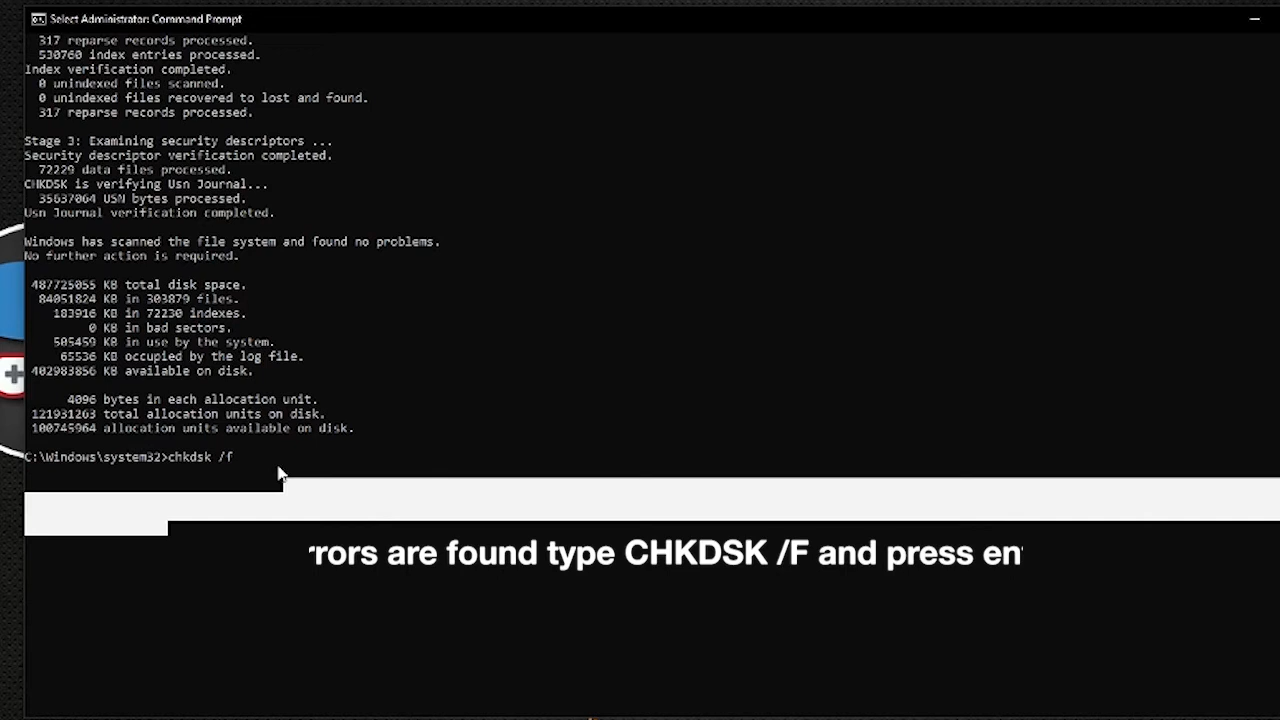 Select Administrator: Command Prompt
317 reparse records processed.
530760 index entries processed.
Index verification completed.
0 unindexed files scanned.
0 unindexed files recovered to lost and found.
317 reparse records processed.
Stage 3: Examining security descriptors ...
Security descriptor verification completed.
72229 data files processed.
CHKDSK is verifying Usn Journal...
35637064 USN bytes processed.
Usn Journal verification completed.
Windows has scanned the file system and found no problems.
No further action is required.
487725055 KB total disk space.
84051824 KB in 303879 files.
183916 KB in 72230 indexes.
0 KB in bad sectors.
505459 KB in use by the system.
65536 KB occupied by the log file.
402983856 KB available on disk.
4096 bytes in each allocation unit.
121931263 total allocation units on disk.
100745964 allocation units available on disk.
C:\Windows\system32>chkdsk /f
rrors are found type CHKDSK /F and press en